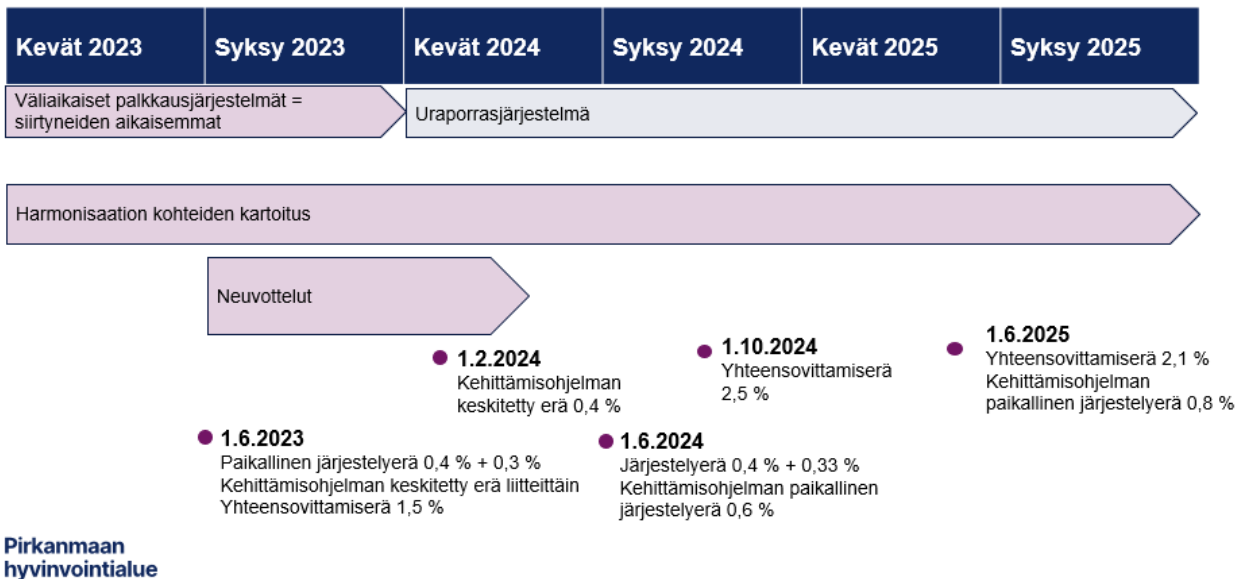 Kevät 2023
Syksy 2023
Kevät 2024
Syksy 2024
Kevät 2025
Syksy 2025
Väliaikaiset palkkausjärjestelmät =
siirtyneiden aikaisemmat
Uraporrasjärjestelmä
Harmonisaation kohteiden kartoitus
Neuvottelut
1.2.2024
Kehittämisohjelman
keskitetty erä 0,4 %
1.10.2024
Yhteensovittamiserä
2,5 %
1.6.2025
Yhteensovittamiserä 2,1 %
Kehittämisohjelman
paikallinen järjestelyerä 0,8 %
1.6.2023
Paikallinen järjestelyerä 0,4 % + 0,3 %
Kehittämisohjelman keskitetty erä liitteittäin
Yhteensovittamiserä 1,5 %
1.6.2024
Järjestelyerä 0,4 % + 0,33 %
Kehittämisohjelman paikallinen
järjestelyerä 0,6 %
Pirkanmaan
hyvinvointialue